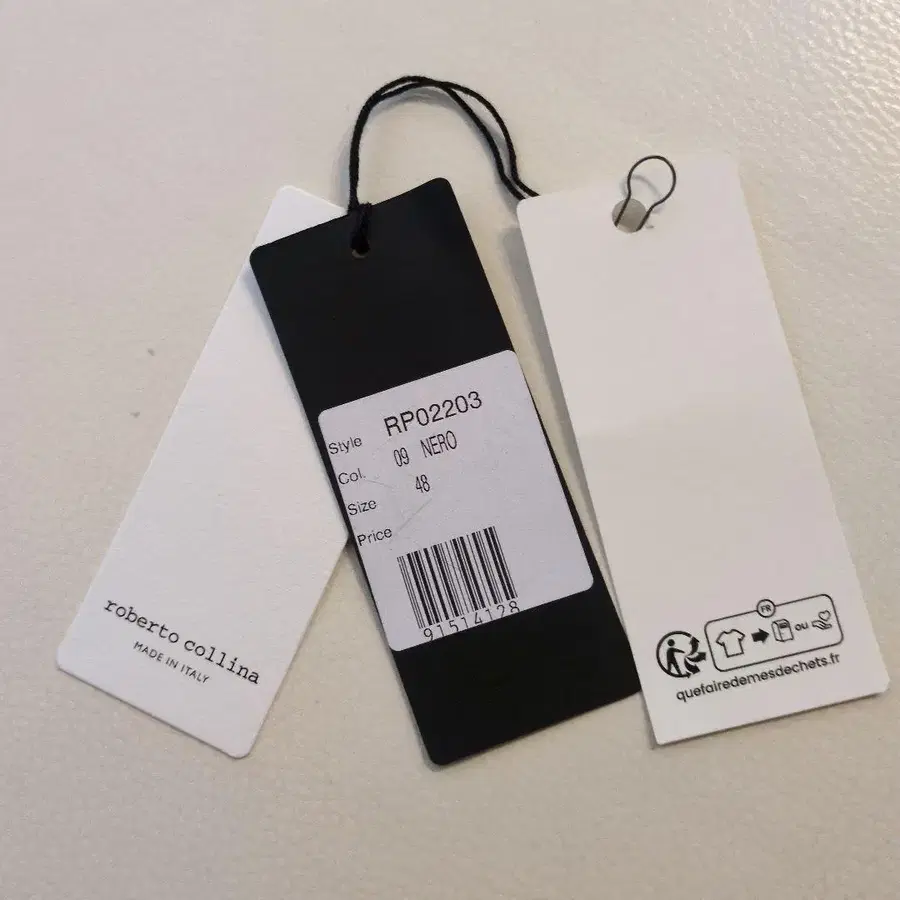 roberto collina
MADE IN ITALY
Style RP02203
Col. 09 NERO
Size 48
Price
91514128
FR
ou
quefairedemesdechets.fr